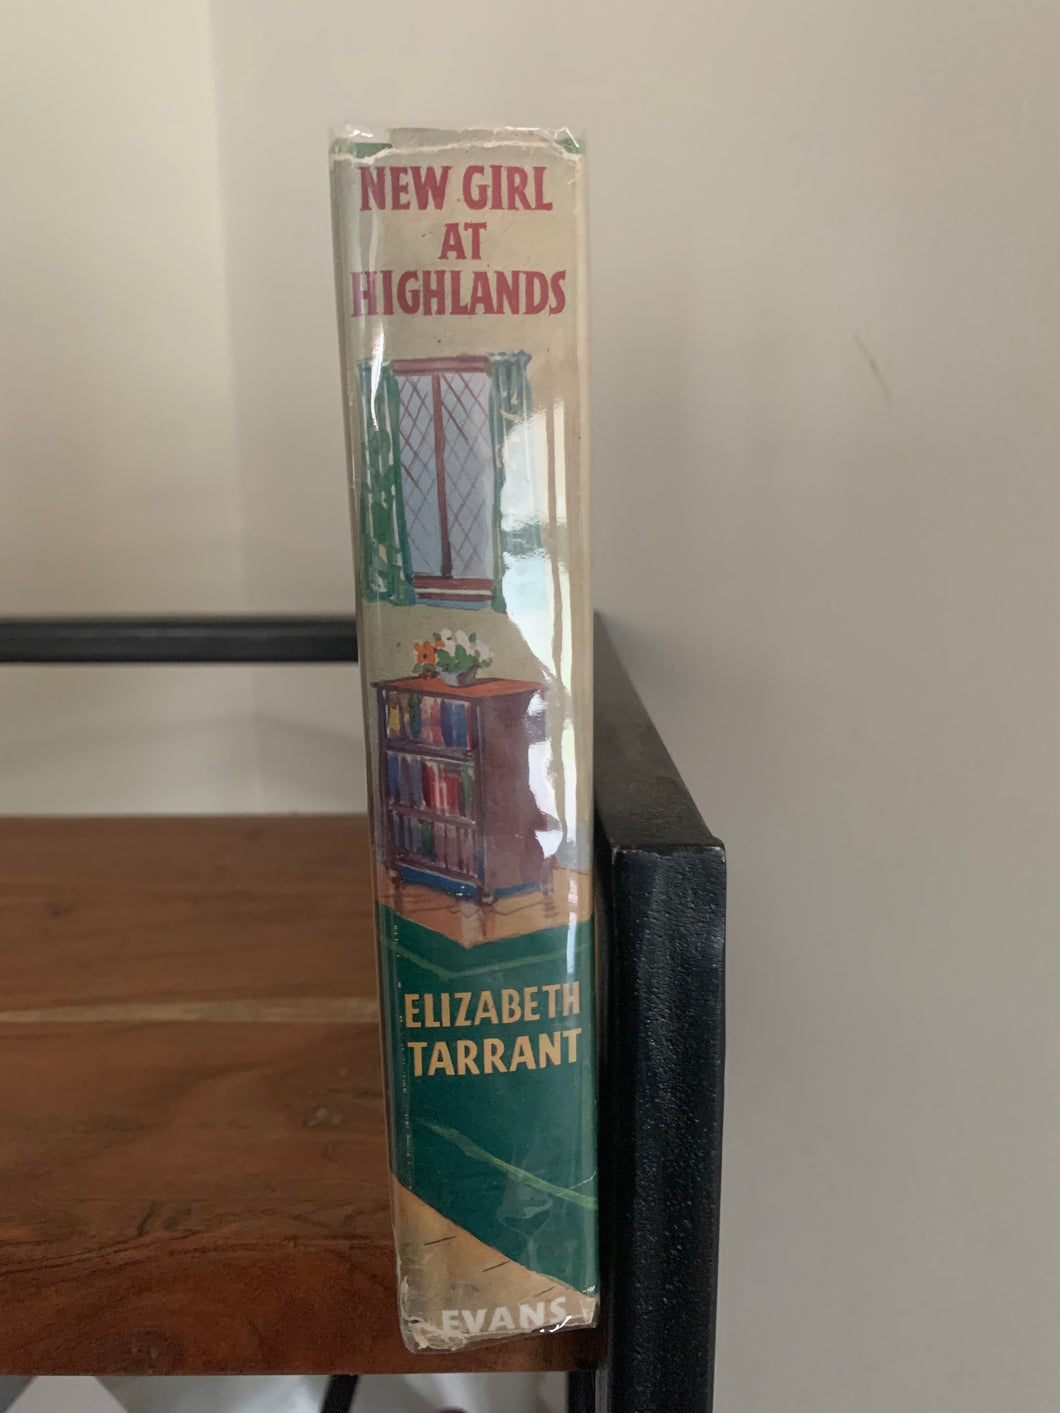 NEW GIRL
AT
HIGHLANDS
ELIZABETH
TARRANT
EVANS